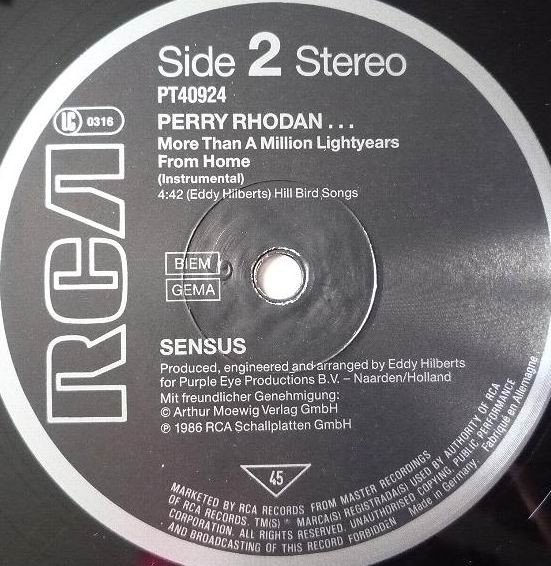 Side 2 Stereo
PT40924
LC 0316
PERRY RHODAN ...
More Than A Million Lightyears
From Home
(Instrumental)
4:42 (Eddy Hilberts) Hill Bird Songs
RCA
BIEM
GEMA
SENSUS
Produced, engineered and arranged by Eddy Hilberts
for Purple Eye Productions B.V. – Naarden/Holland
Mit freundlicher Genehmigung:
© Arthur Moewig Verlag GmbH
℗ 1986 RCA Schallplatten GmbH
45
MARKETED BY RCA RECORDS FROM MASTER RECORDINGS
OF RCA RECORDS. TM(S) ® MARCA(S) REGISTRADA(S) USED BY AUTHORITY OF RCA
CORPORATION. ALL RIGHTS RESERVED. UNAUTHORISED COPYING PUBLIC PERFORMANCE
AND BROADCASTING OF THIS RECORD FORBIDDEN Made in Germany. Fabriqué en Allemagne